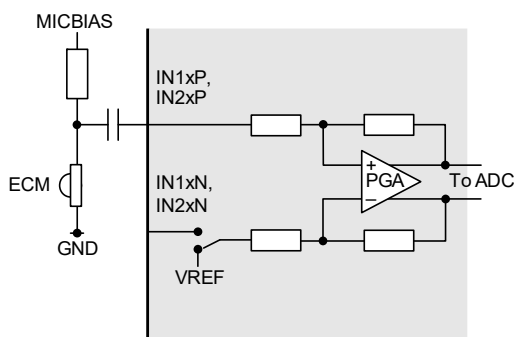 MICBIAS
IN1xP,
IN2xP
+
PGA
To ADC
−
ECM
IN1xN,
IN2xN
GND
VREF